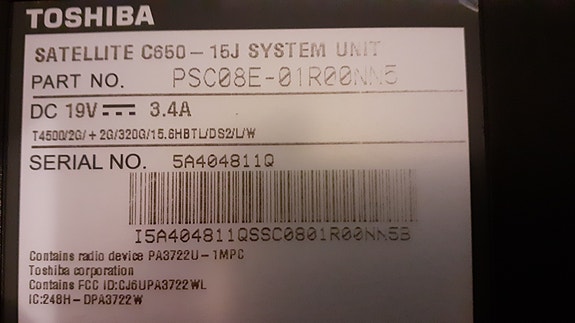 TOSHIBA
SATELLITE C650-15J SYSTEM UNIT
PART NO. PSC08E-01R00NN5
DC 19V⎓ 3.4A
T4500/2G/+2G/320G/15.6HBTL/DS2/L/W
SERIAL NO. 5A404811Q
I5A404811QSSC0801R00NN5B
Contains radio device PA3722U-1MPC
Toshiba corporation
Contains FCC ID:CJ6UPA3722WL
IC:248H-DPA3722W